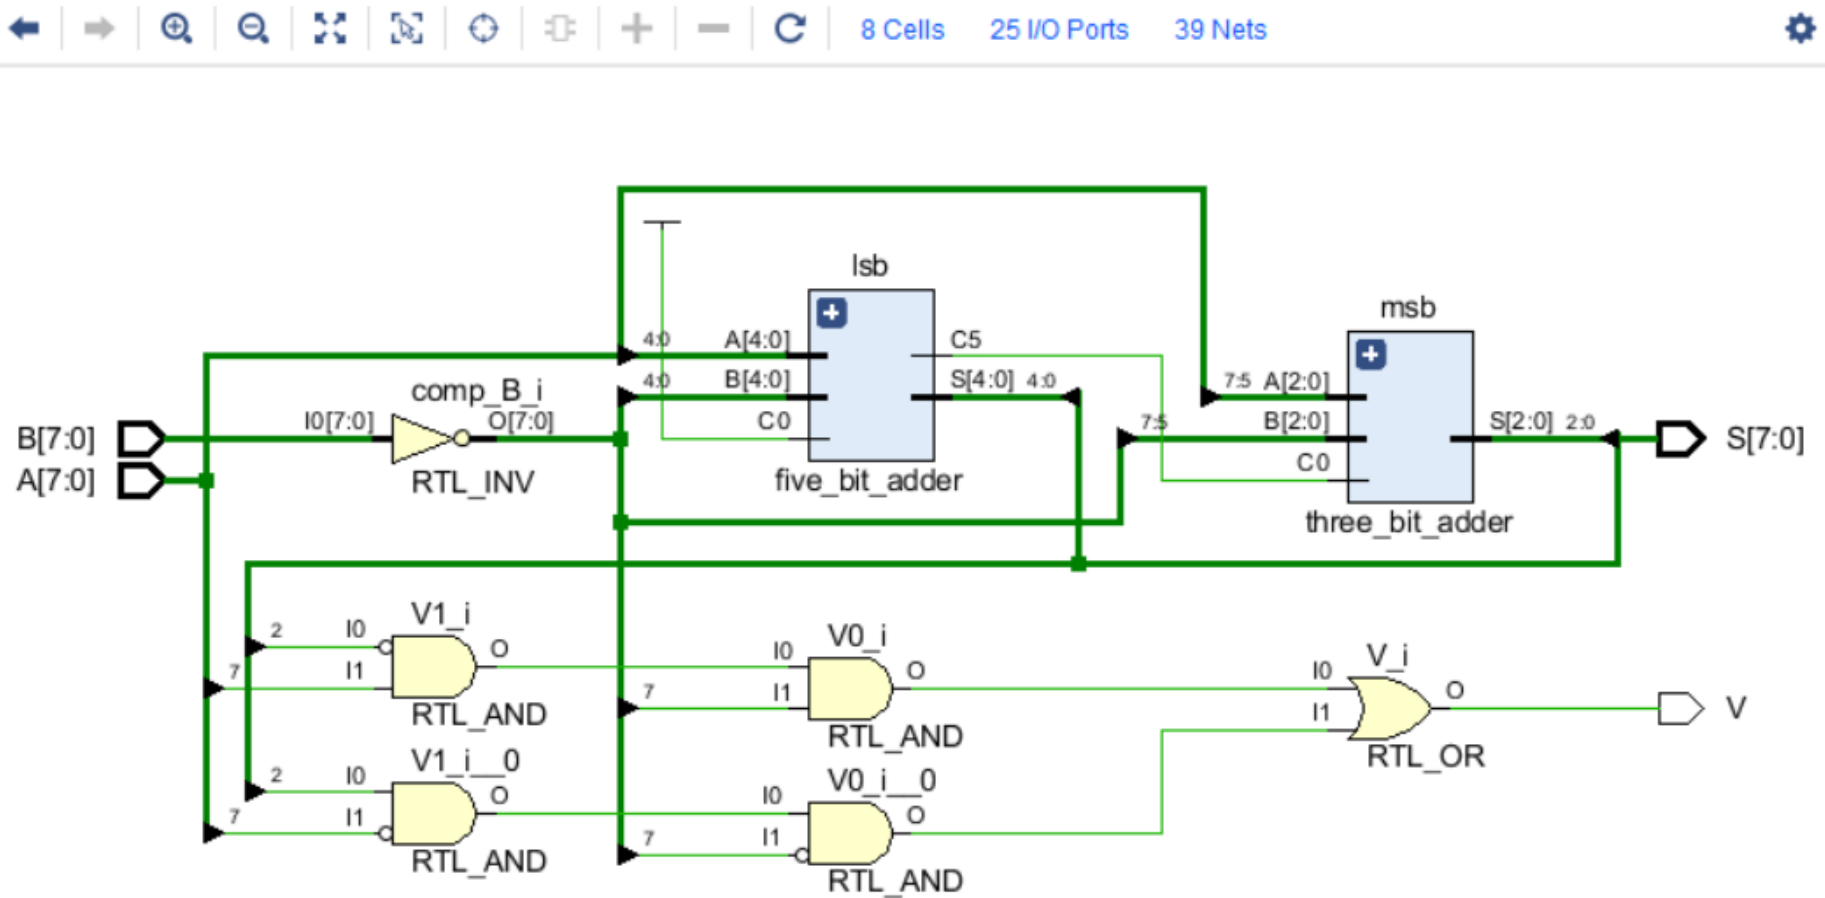 8 Cells 25 I/O Ports 39 Nets
lsb
msb
4:0 A[4:0] C5
comp_B_i 4:0 B[4:0] S[4:0] 4:0 7:5 A[2:0]
B[7:0] I0[7:0] O[7:0] C0 7:5 B[2:0] S[2:0] 2:0 S[7:0]
A[7:0] RTL_INV five_bit_adder C0
three_bit_adder
V1_i
2 I0 O V0_i
7 I1 I0 O V_i
RTL_AND 7 I1 I0 O V
RTL_AND I1
V1_i__0 RTL_OR
2 I0 O V0_i__0
7 I1 I0 O
RTL_AND 7 I1
RTL_AND